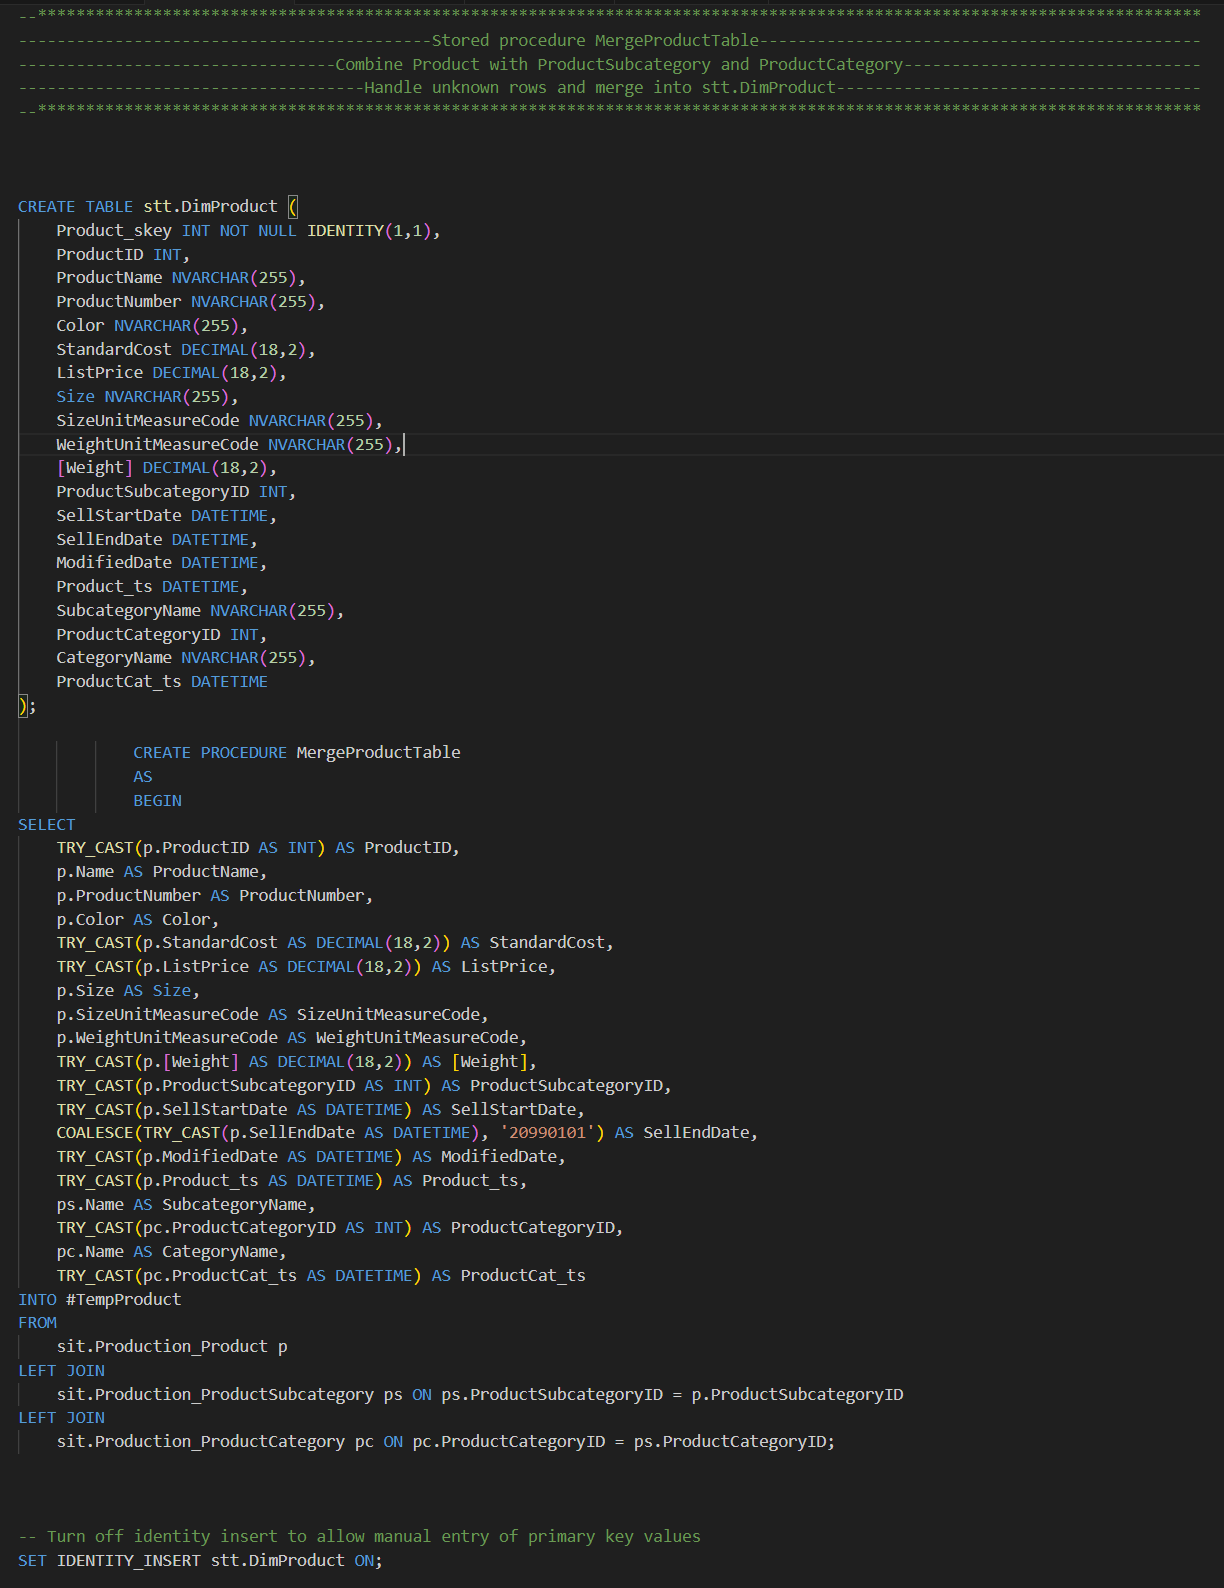 --*************************************************************************************************************************
-------------------------------------------Stored procedure MergeProductTable----------------------------------------------
---------------------------------Combine Product with ProductSubcategory and ProductCategory-------------------------------
------------------------------------Handle unknown rows and merge into stt.DimProduct--------------------------------------
--*************************************************************************************************************************
CREATE TABLE stt.DimProduct (
    Product_skey INT NOT NULL IDENTITY(1,1),
    ProductID INT,
    ProductName NVARCHAR(255),
    ProductNumber NVARCHAR(255),
    Color NVARCHAR(255),
    StandardCost DECIMAL(18,2),
    ListPrice DECIMAL(18,2),
    Size NVARCHAR(255),
    SizeUnitMeasureCode NVARCHAR(255),
    WeightUnitMeasureCode NVARCHAR(255),
    [Weight] DECIMAL(18,2),
    ProductSubcategoryID INT,
    SellStartDate DATETIME,
    SellEndDate DATETIME,
    ModifiedDate DATETIME,
    Product_ts DATETIME,
    SubcategoryName NVARCHAR(255),
    ProductCategoryID INT,
    CategoryName NVARCHAR(255),
    ProductCat_ts DATETIME
);
            CREATE PROCEDURE MergeProductTable
            AS
            BEGIN
SELECT
    TRY_CAST(p.ProductID AS INT) AS ProductID,
    p.Name AS ProductName,
    p.ProductNumber AS ProductNumber,
    p.Color AS Color,
    TRY_CAST(p.StandardCost AS DECIMAL(18,2)) AS StandardCost,
    TRY_CAST(p.ListPrice AS DECIMAL(18,2)) AS ListPrice,
    p.Size AS Size,
    p.SizeUnitMeasureCode AS SizeUnitMeasureCode,
    p.WeightUnitMeasureCode AS WeightUnitMeasureCode,
    TRY_CAST(p.[Weight] AS DECIMAL(18,2)) AS [Weight],
    TRY_CAST(p.ProductSubcategoryID AS INT) AS ProductSubcategoryID,
    TRY_CAST(p.SellStartDate AS DATETIME) AS SellStartDate,
    COALESCE(TRY_CAST(p.SellEndDate AS DATETIME), '20990101') AS SellEndDate,
    TRY_CAST(p.ModifiedDate AS DATETIME) AS ModifiedDate,
    TRY_CAST(p.Product_ts AS DATETIME) AS Product_ts,
    ps.Name AS SubcategoryName,
    TRY_CAST(pc.ProductCategoryID AS INT) AS ProductCategoryID,
    pc.Name AS CategoryName,
    TRY_CAST(pc.ProductCat_ts AS DATETIME) AS ProductCat_ts
INTO #TempProduct
FROM
    sit.Production_Product p
LEFT JOIN
    sit.Production_ProductSubcategory ps ON ps.ProductSubcategoryID = p.ProductSubcategoryID
LEFT JOIN
    sit.Production_ProductCategory pc ON pc.ProductCategoryID = ps.ProductCategoryID;
-- Turn off identity insert to allow manual entry of primary key values
SET IDENTITY_INSERT stt.DimProduct ON;